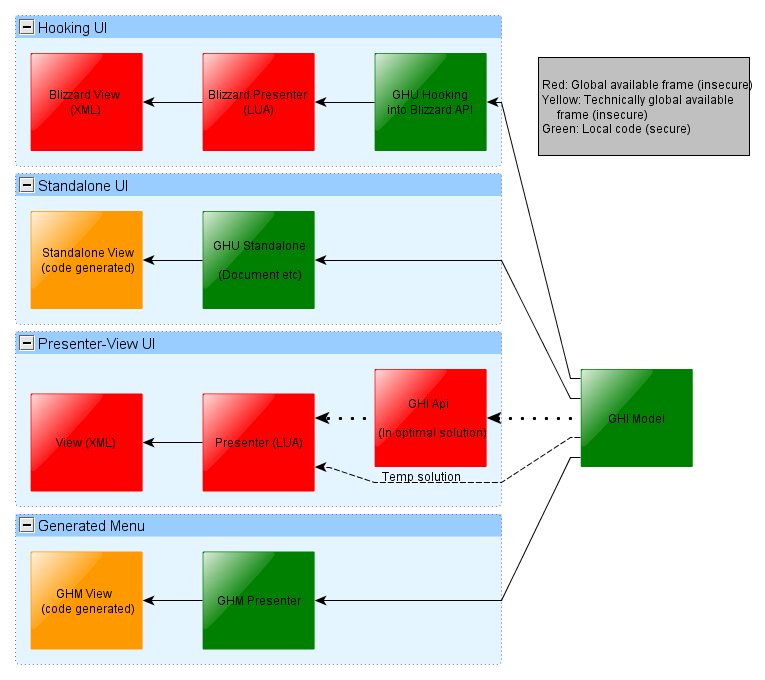 Hooking UI
Blizzard View
(XML)
Blizzard Presenter
(LUA)
GHU Hooking
into Blizzard API
Red: Global available frame (insecure)
Yellow: Technically global available
frame (insecure)
Green: Local code (secure)
Standalone UI
Standalone View
(code generated)
GHU Standalone
(Document etc)
Presenter-View UI
View (XML)
Presenter (LUA)
GHI Api
(In optimal solution)
Temp solution
GHI Model
Generated Menu
GHM View
(code generated)
GHM Presenter